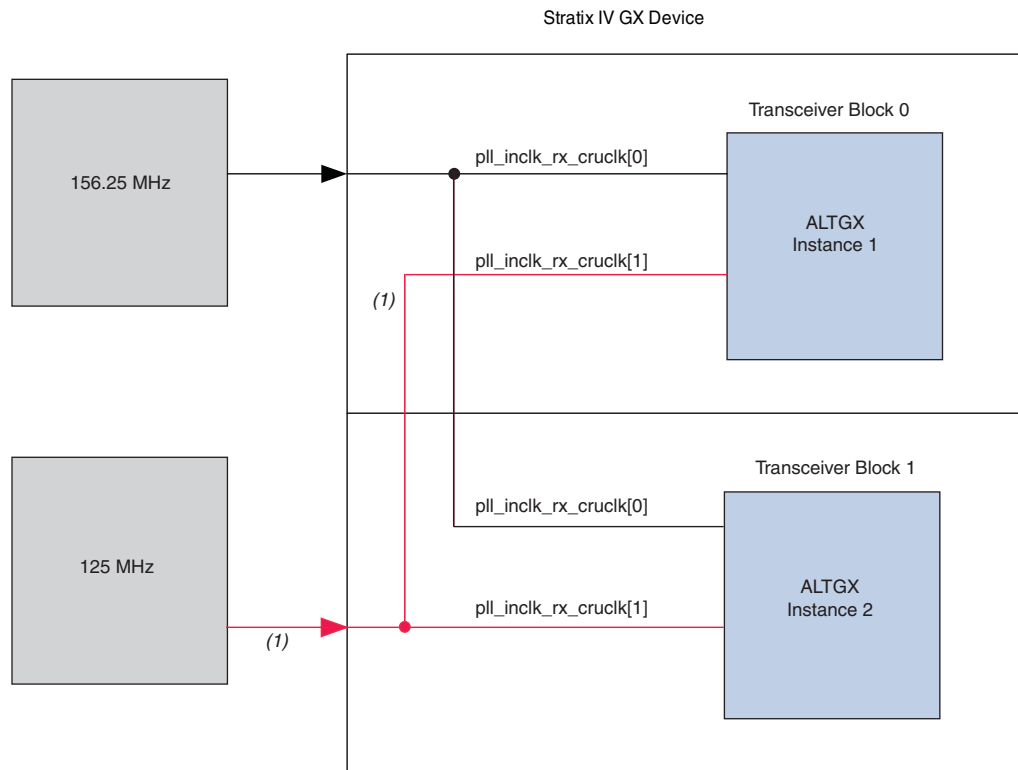 Stratix IV GX Device
Transceiver Block 0
156.25 MHz
pll_inclk_rx_cruclk[0]
ALTGX
Instance 1
pll_inclk_rx_cruclk[1]
(1)
Transceiver Block 1
125 MHz
pll_inclk_rx_cruclk[0]
ALTGX
Instance 2
pll_inclk_rx_cruclk[1]
(1)